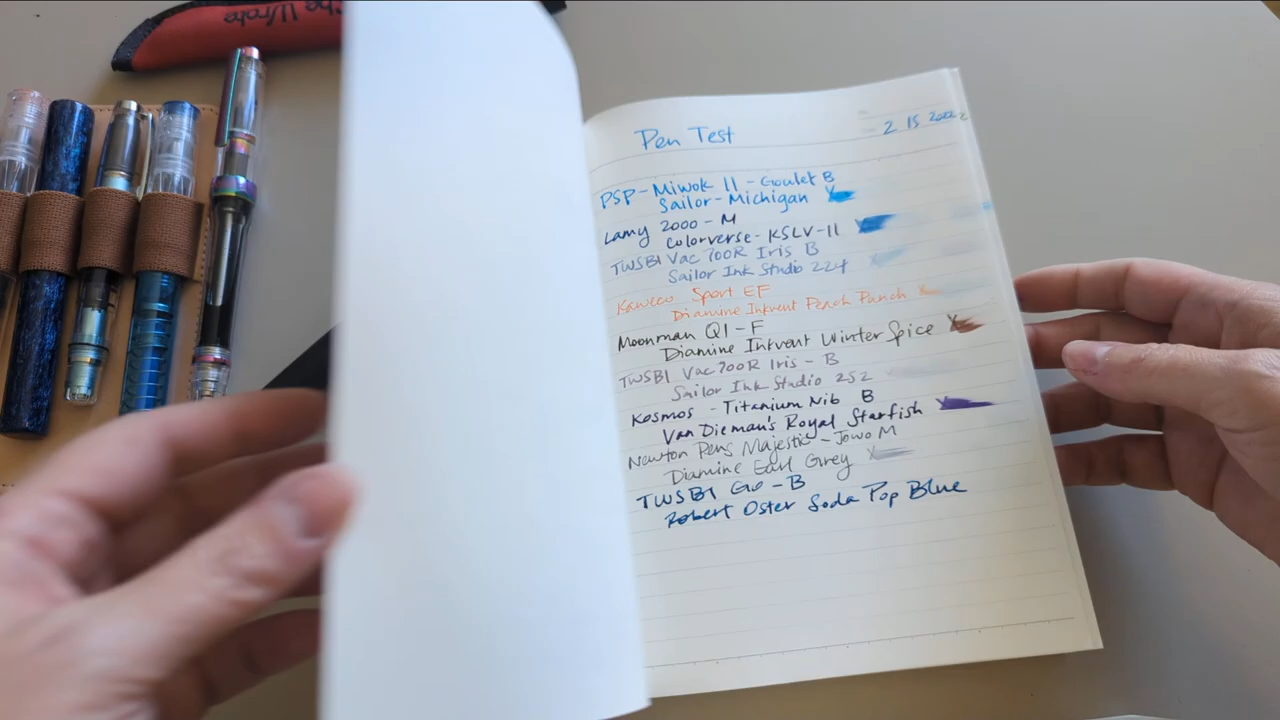 The Wrote
Pen Test
2 15 2022
PSP-Miwok II - Goulet B
Sailor-Michigan
Lamy 2000-M
Colorverse-KSLV-II
TWSBI Vac 700R Iris B
Sailor Ink Studio 224
Kaweco Sport EF
Diamine Inkvent Peach Punch
Moonman Q1-F
Diamine Inkvent Winter Spice
TWSBI Vac700R Iris - B
Sailor Ink Studio 252
Kosmos - Titanium Nib B
Van Dieman's Royal Starfish
Newton Pens Majestic - Jowo M
Diamine Earl Grey
TWSBI Go-B
Robert Oster Soda Pop Blue